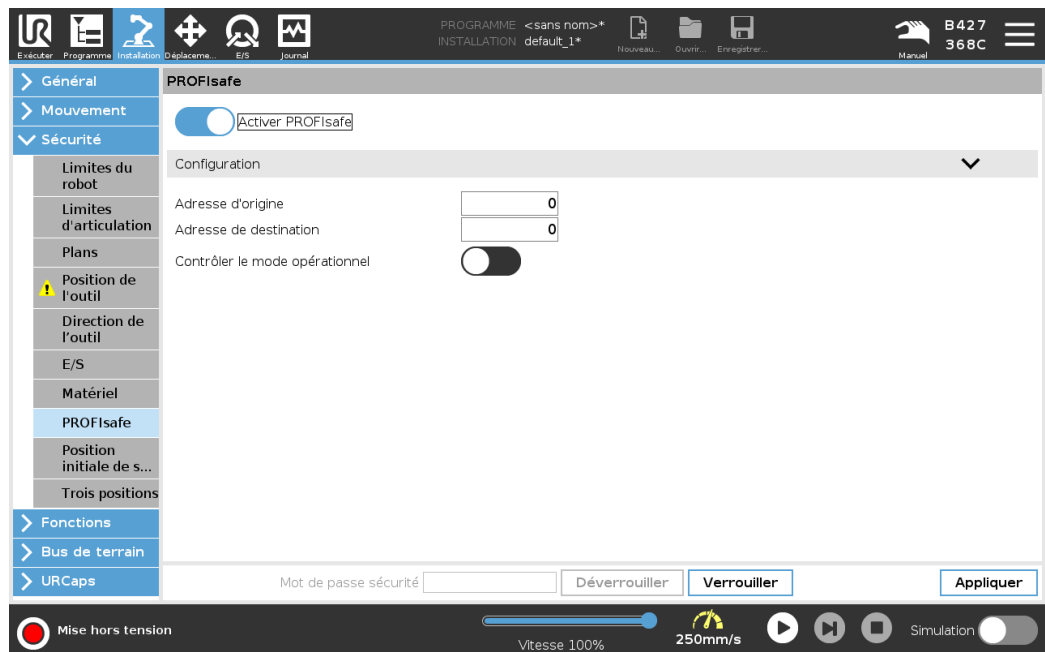 PROGRAMME <sans nom>*
INSTALLATION default_1*
B427
368C
Exécuter Programme Installation Déplaceme... E/S Journal Nouveau... Ouvrir... Enregistrer... Manuel
Général
PROFIsafe
Mouvement
Activer PROFIsafe
Sécurité
Configuration
Limites du
robot
Adresse d'origine 0
Limites
d'articulation
Adresse de destination 0
Plans
Contrôler le mode opérationnel
Position de
l'outil
Direction de
l'outil
E/S
Matériel
PROFIsafe
Position
initiale de s...
Trois positions
Fonctions
Bus de terrain
URCaps
Mot de passe sécurité Déverrouiller Verrouiller Appliquer
Mise hors tension
Vitesse 100%
250mm/s
Simulation